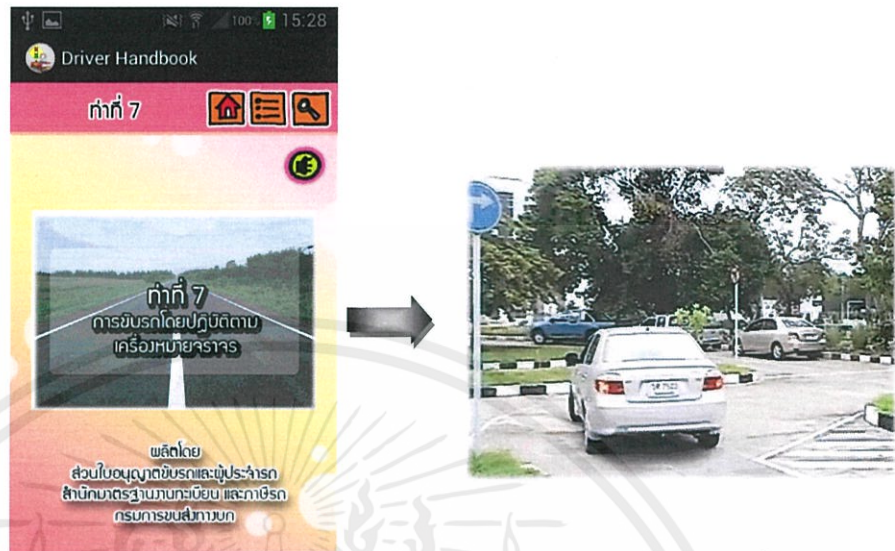 100% 15:28
Driver Handbook
ท่าที่ 7
ท่าที่ 7
การขับรถโดยปฏิบัติตาม
เครื่องหมายจราจร
ผลิตโดย
ส่วนใบอนุญาตขับรถและผู้ประจำรถ
สำนักมาตรฐานงานทะเบียน และภาษีรถ
กรมการขนส่งทางบก